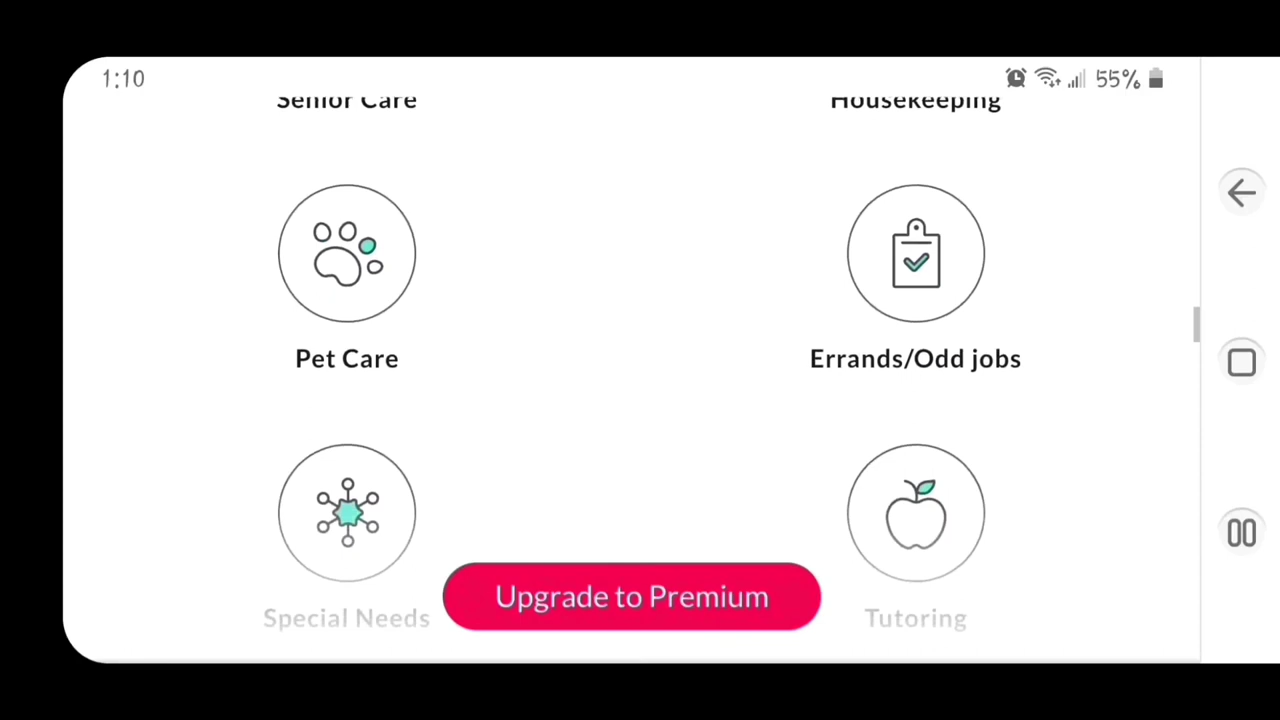 1:10
55%
Senior Care
Housekeeping
Pet Care
Errands/Odd jobs
Special Needs
Tutoring
Upgrade to Premium